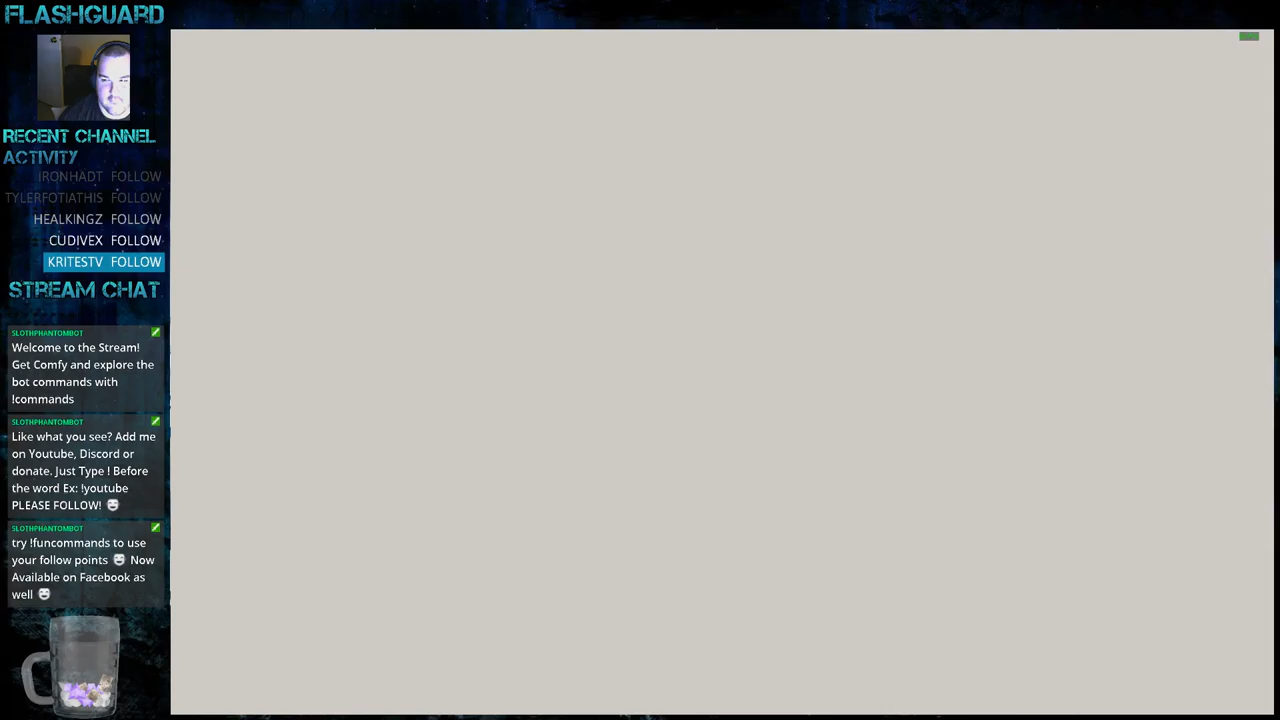 FLASHGUARD
RECENT CHANNEL
ACTIVITY
IRONHADT FOLLOW
TYLERFOTIATHIS FOLLOW
HEALKINGZ FOLLOW
CUDIVEX FOLLOW
KRITESTV FOLLOW
STREAM CHAT
SLOTHPHANTOMBOT
Welcome to the Stream!
Get Comfy and explore the
bot commands with
!commands
SLOTHPHANTOMBOT
Like what you see? Add me
on Youtube, Discord or
donate. Just Type ! Before
the word Ex: !youtube
PLEASE FOLLOW!
SLOTHPHANTOMBOT
try !funcommands to use
your follow points Now
Available on Facebook as
well